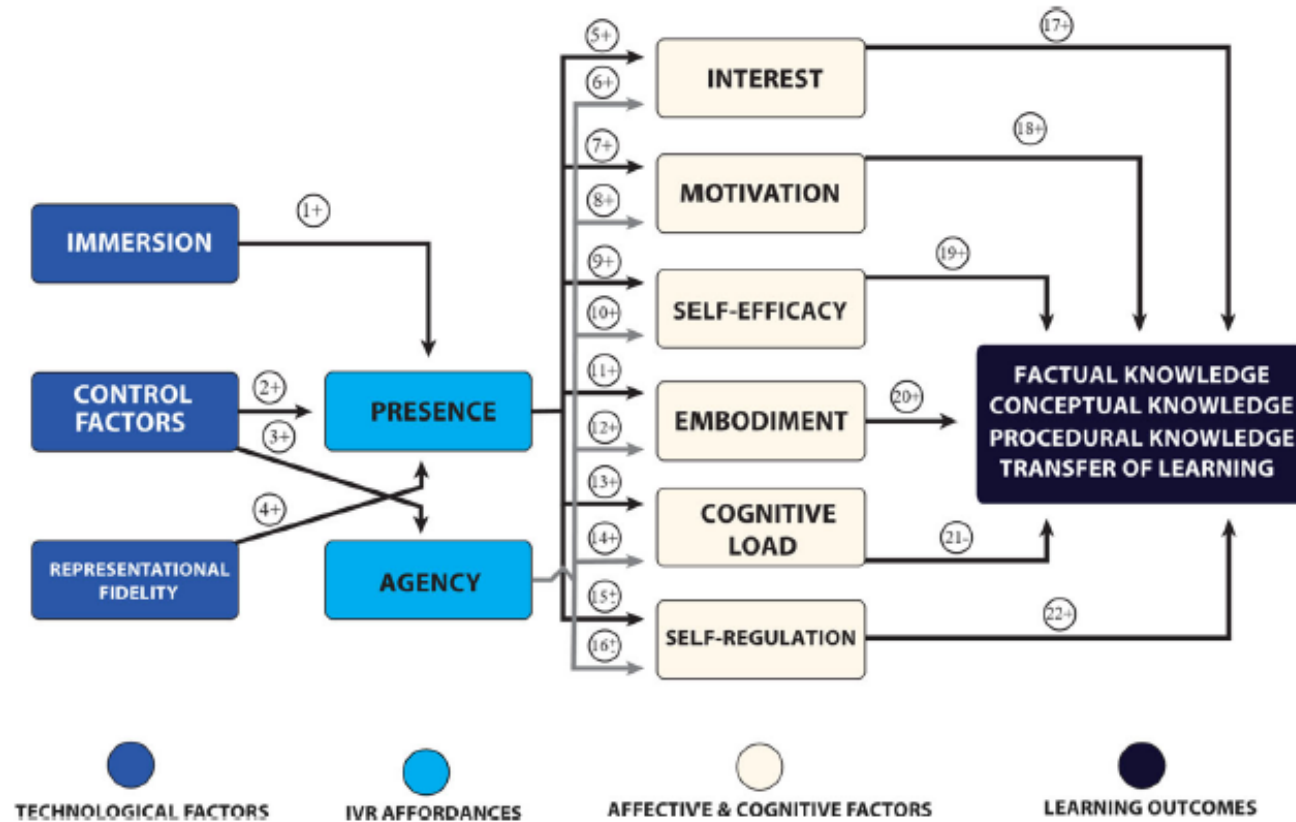 5+
17+
INTEREST
6+
18+
7+
MOTIVATION
8+
1+
IMMERSION
9+
19+
SELF-EFFICACY
10+
11+
FACTUAL KNOWLEDGE
CONCEPTUAL KNOWLEDGE
PROCEDURAL KNOWLEDGE
TRANSFER OF LEARNING
CONTROL
FACTORS
2+
PRESENCE
20+
EMBODIMENT
3+
12+
13+
4+
COGNITIVE
LOAD
14+
21-
REPRESENTATIONAL
FIDELITY
AGENCY
15±
22+
SELF-REGULATION
16±
TECHNOLOGICAL FACTORS
IVR AFFORDANCES
AFFECTIVE & COGNITIVE FACTORS
LEARNING OUTCOMES